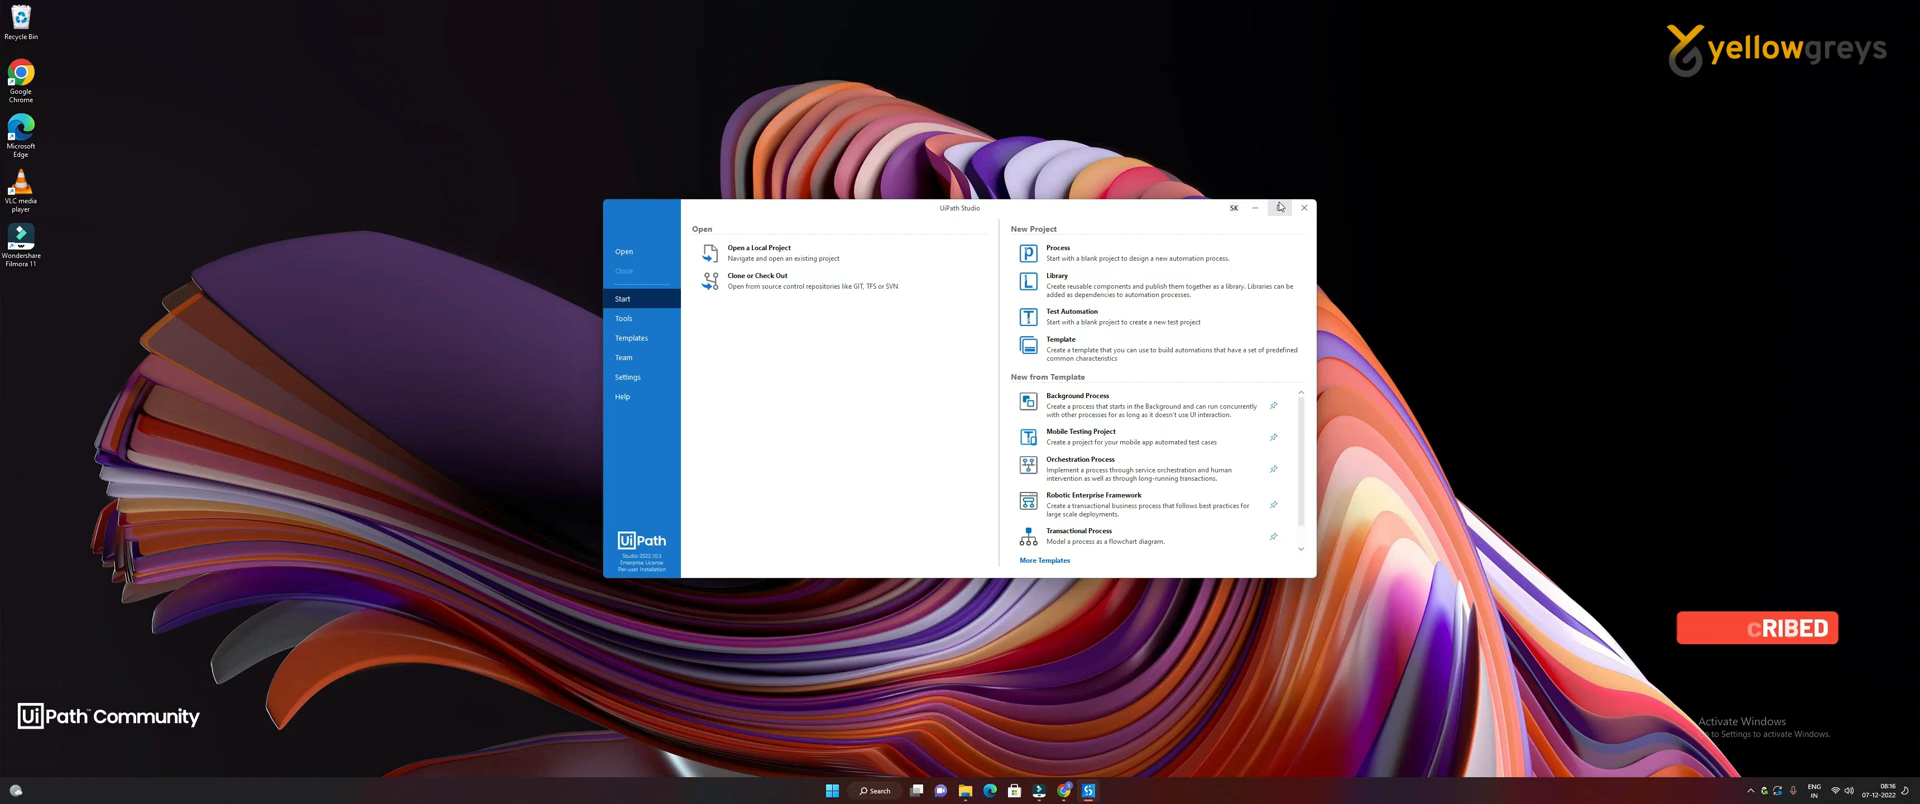 Recycle Bin
Google
Chrome
Microsoft
Edge
VLC media
player
Wondershare
Filmora 11
yellowgreys
UiPath Studio
SK
Open
Close
Start
Tools
Templates
Team
Settings
Help
UiPath
Studio 2022.10.3
Enterprise License
Per-user Installation
Open
Open a Local Project
Navigate and open an existing project
Clone or Check Out
Open from source control repositories like GIT, TFS or SVN
New Project
Process
Start with a blank project to design a new automation process.
Library
Create reusable components and publish them together as a library. Libraries can be
added as dependencies to automation processes.
Test Automation
Start with a blank project to create a new test project
Template
Create a template that you can use to build automations that have a set of predefined
common characteristics
New from Template
Background Process
Create a process that starts in the Background and can run concurrently
with other processes for as long as it doesn't use UI interaction.
Mobile Testing Project
Create a project for your mobile app automated test cases
Orchestration Process
Implement a process through service orchestration and human
intervention as well as through long-running transactions.
Robotic Enterprise Framework
Create a transactional business process that follows best practices for
large scale deployments.
Transactional Process
Model a process as a flowchart diagram.
More Templates
cRIBED
UiPath Community
Activate Windows
to Settings to activate Windows.
Search
ENG
IN
08:16
07-12-2022